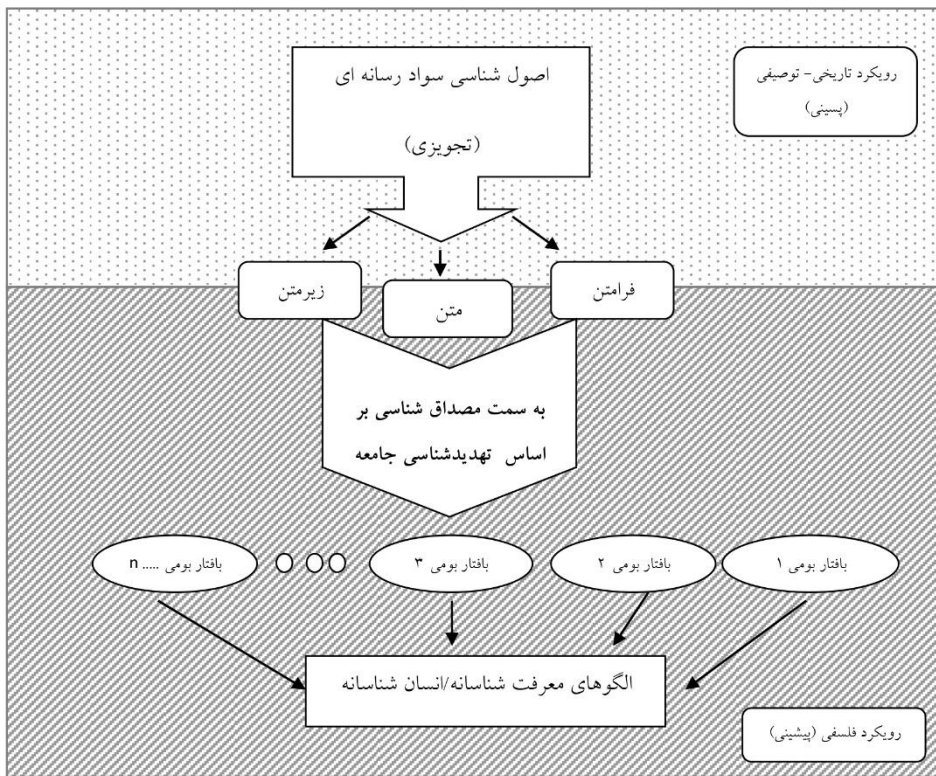 رویکرد تاریخی- توصیفی
(پسینی)
اصول شناسی سواد رسانه ای
(تجویزی)
فرامتن
متن
زیرمتن
به سمت مصداق شناسی بر
اساس تهدیدشناسی جامعه
بافتار بومی ۱
بافتار بومی ۲
بافتار بومی ۳
بافتار بومی ..... n
الگوهای معرفت شناسانه/انسان شناسانه
رویکرد فلسفی (پیشینی)